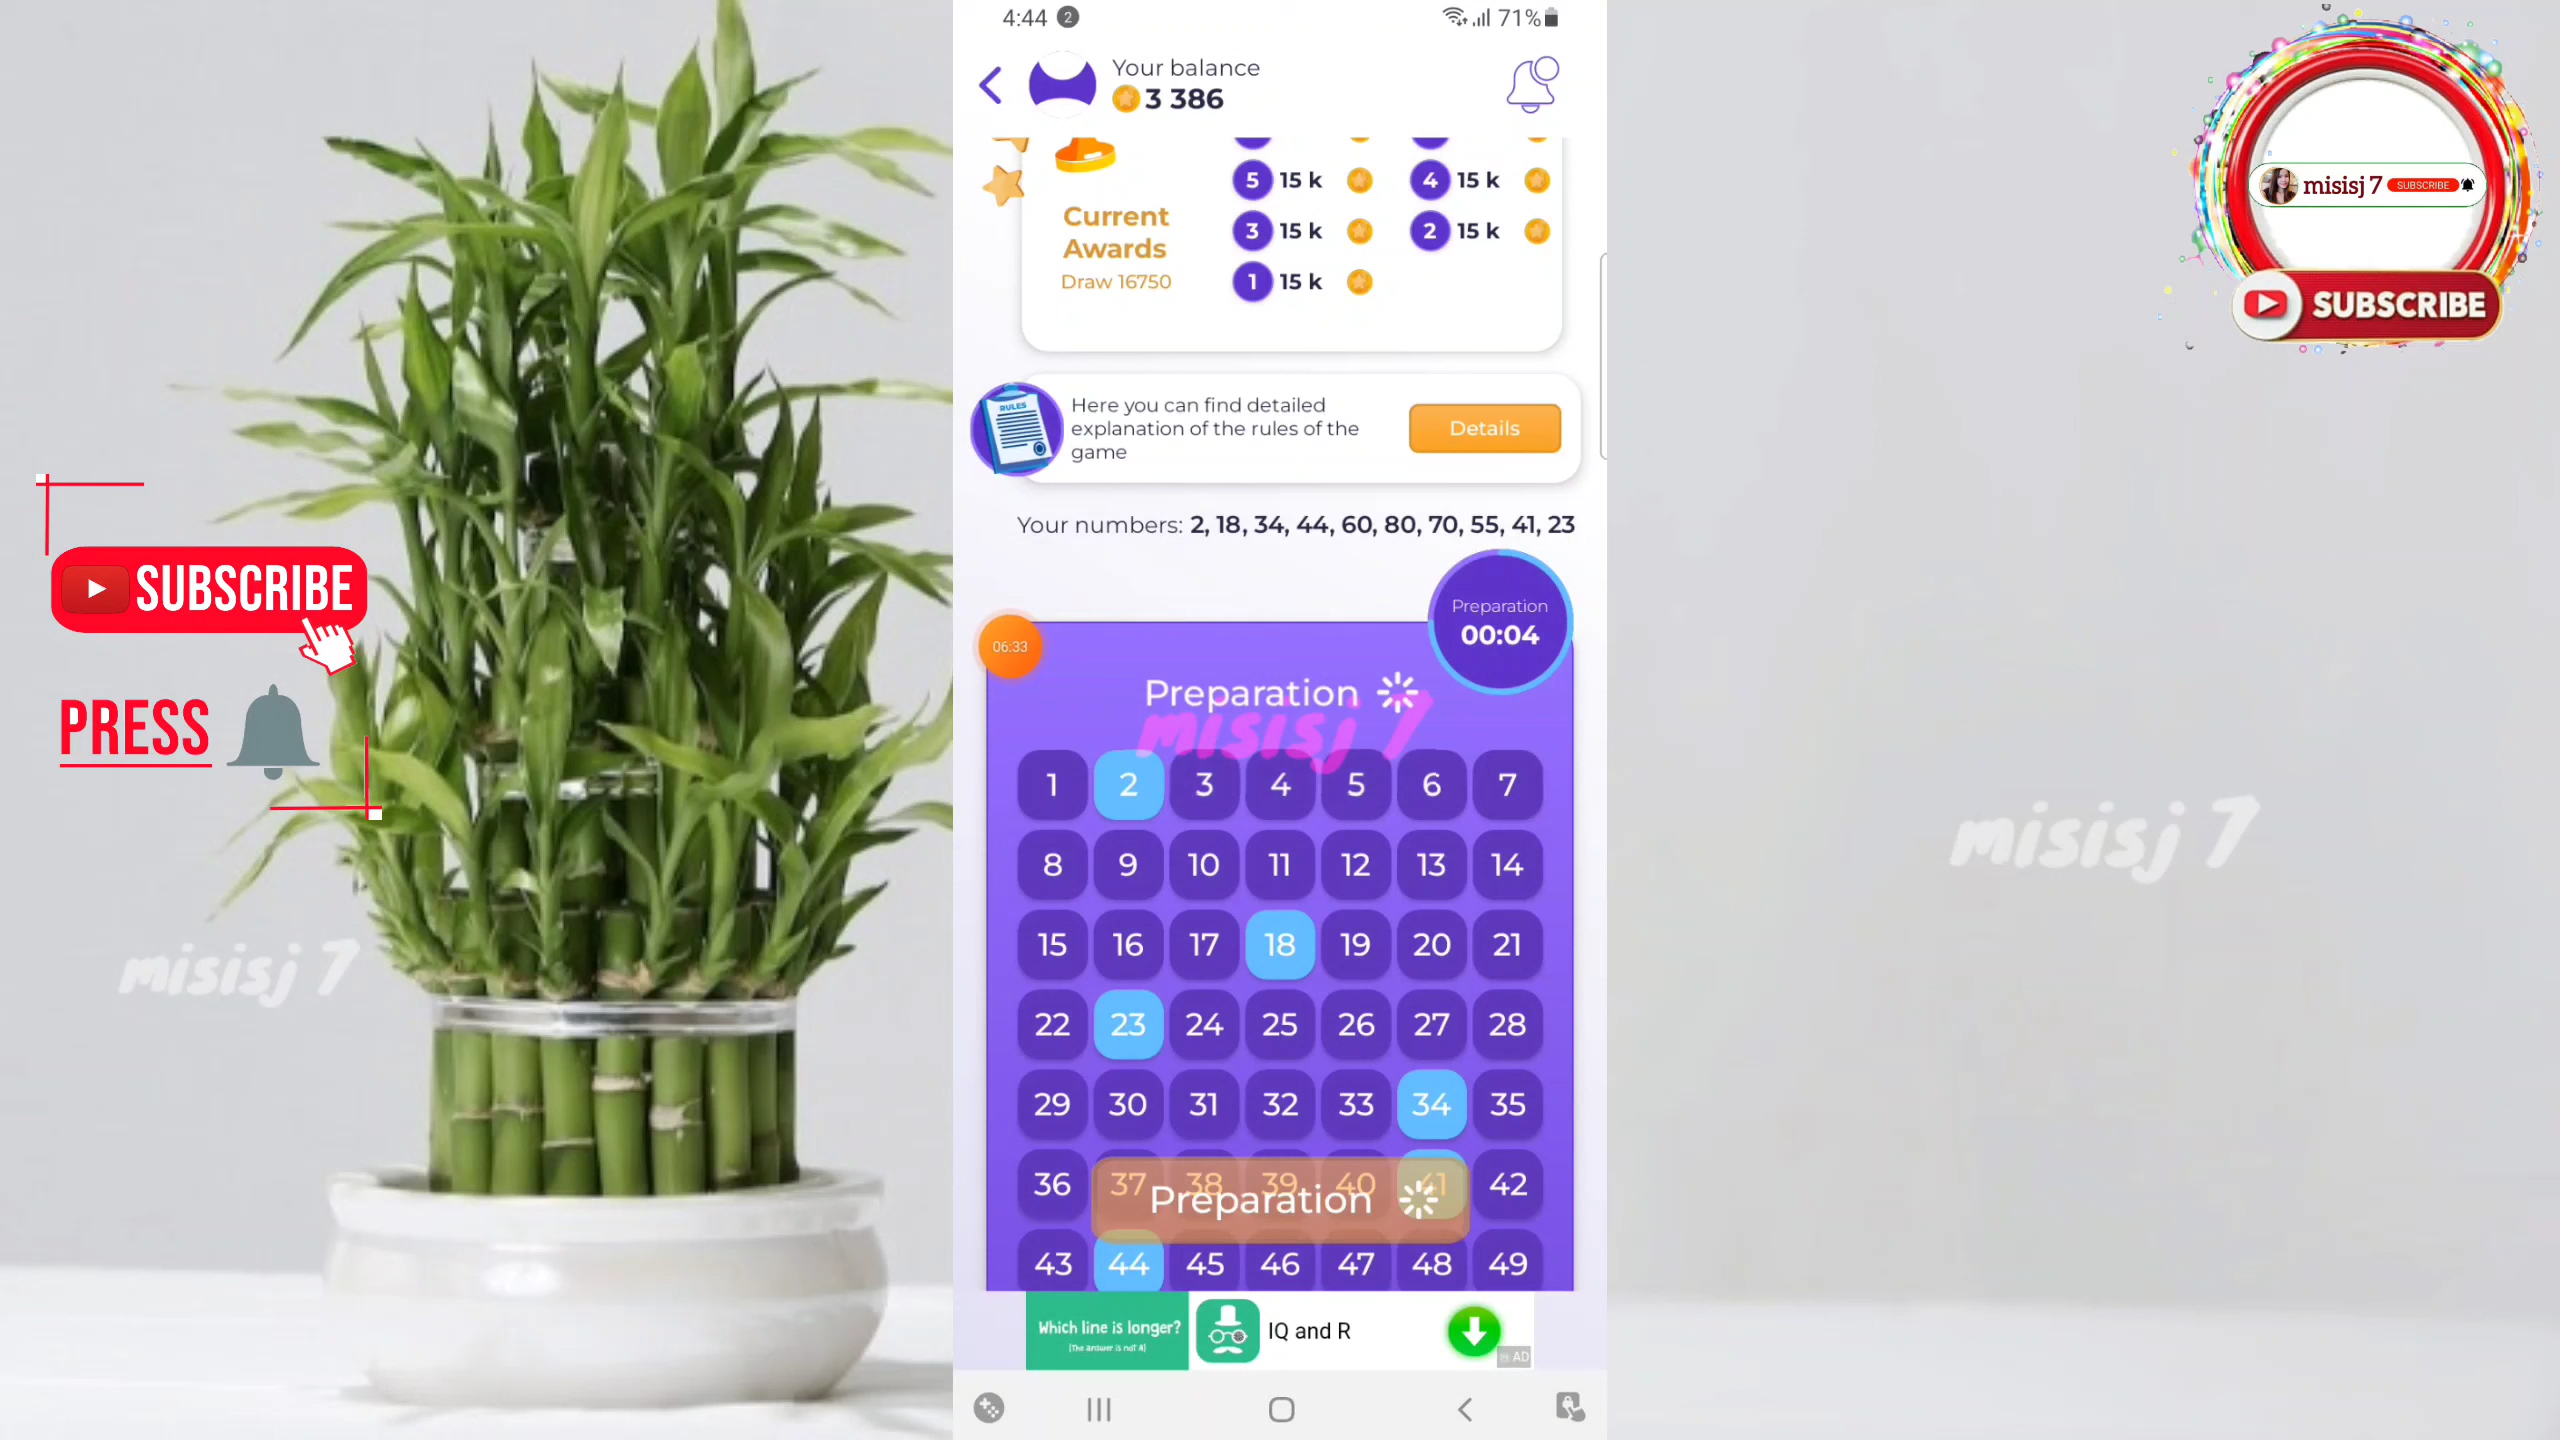 4:44 2
71%
Your balance
3 386
5 15 k 4 15 k
3 15 k 2 15 k
1 15 k
Current
Awards
Draw 16750
RULES
Here you can find detailed
explanation of the rules of the
game
Details
Your numbers: 2, 18, 34, 44, 60, 80, 70, 55, 41, 23
Preparation
00:04
06:33
Preparation
misisj 7
1 2 3 4 5 6 7
8 9 10 11 12 13 14
15 16 17 18 19 20 21
22 23 24 25 26 27 28
29 30 31 32 33 34 35
36 37 38 39 40 41 42
Preparation
43 44 45 46 47 48 49
Which line is longer?
(The answer is not A)
IQ and R
AD
SUBSCRIBE
PRESS
misisj 7
misisj 7 SUBSCRIBE
SUBSCRIBE
misisj 7